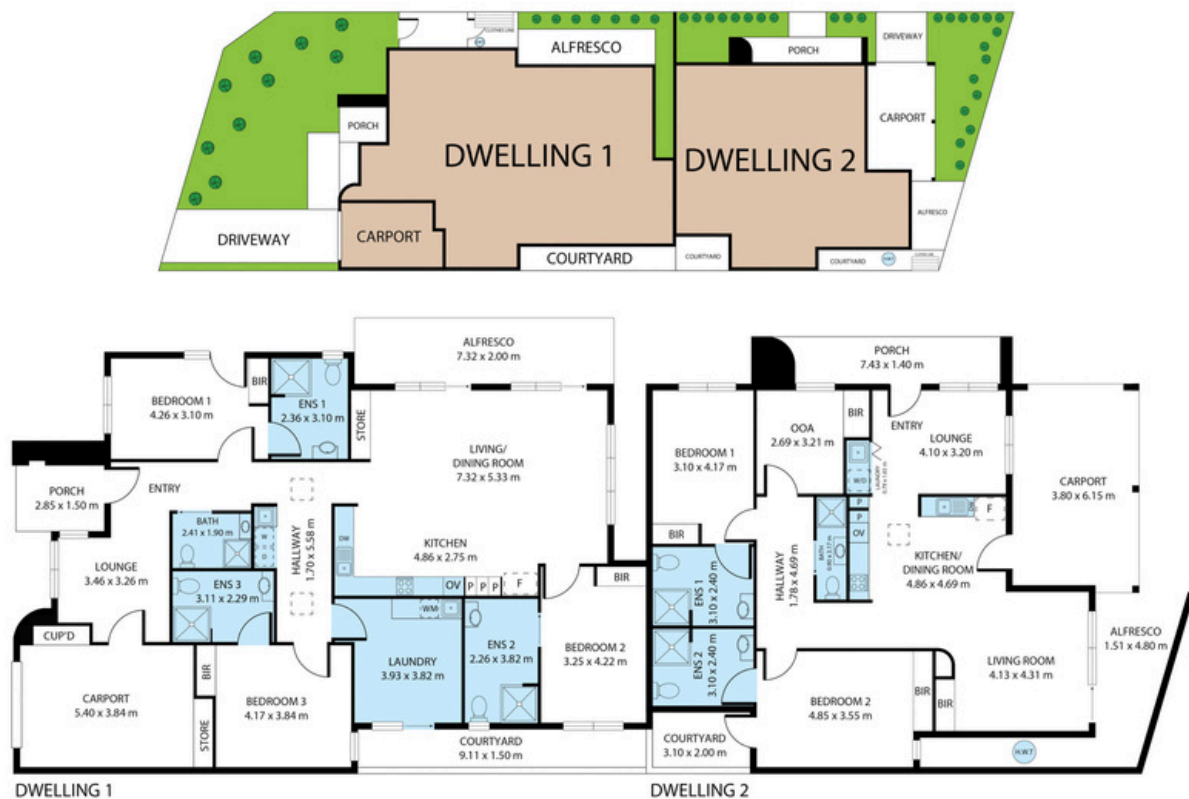 CLOTHES LINE
ALFRESCO
PORCH
DRIVEWAY
PORCH
CARPORT
DWELLING 1
DWELLING 2
DRIVEWAY
CARPORT
ALFRESCO
COURTYARD
COURTYARD
COURTYARD
H.W.T
CLOTHES LINE
ALFRESCO
7.32 x 2.00 m
BEDROOM 1
4.26 x 3.10 m
BIR
ENS 1
2.36 x 3.10 m
STORE
LIVING/
DINING ROOM
7.32 x 5.33 m
PORCH
2.85 x 1.50 m
ENTRY
BATH
2.41 x 1.90 m
W
D
HALLWAY
1.70 x 5.58 m
DW
KITCHEN
4.86 x 2.75 m
OV
P
P
P
F
BIR
LOUNGE
3.46 x 3.26 m
ENS 3
3.11 x 2.29 m
WM
CUP'D
LAUNDRY
3.93 x 3.82 m
ENS 2
2.26 x 3.82 m
BEDROOM 2
3.25 x 4.22 m
CARPORT
5.40 x 3.84 m
BIR
STORE
BEDROOM 3
4.17 x 3.84 m
COURTYARD
9.11 x 1.50 m
DWELLING 1
PORCH
7.43 x 1.40 m
BEDROOM 1
3.10 x 4.17 m
OOA
2.69 x 3.21 m
BIR
ENTRY
LOUNGE
4.10 x 3.20 m
LAUNDRY
W/D
CARPORT
3.80 x 6.15 m
BIR
P
P
OV
F
BATH
HALLWAY
1.78 x 4.69 m
KITCHEN/
DINING ROOM
4.86 x 4.69 m
ENS 1
3.10 x 2.40 m
ENS 2
3.10 x 2.40 m
ALFRESCO
1.51 x 4.80 m
LIVING ROOM
4.13 x 4.31 m
BEDROOM 2
4.85 x 3.55 m
BIR
BIR
COURTYARD
3.10 x 2.00 m
H.W.T
DWELLING 2